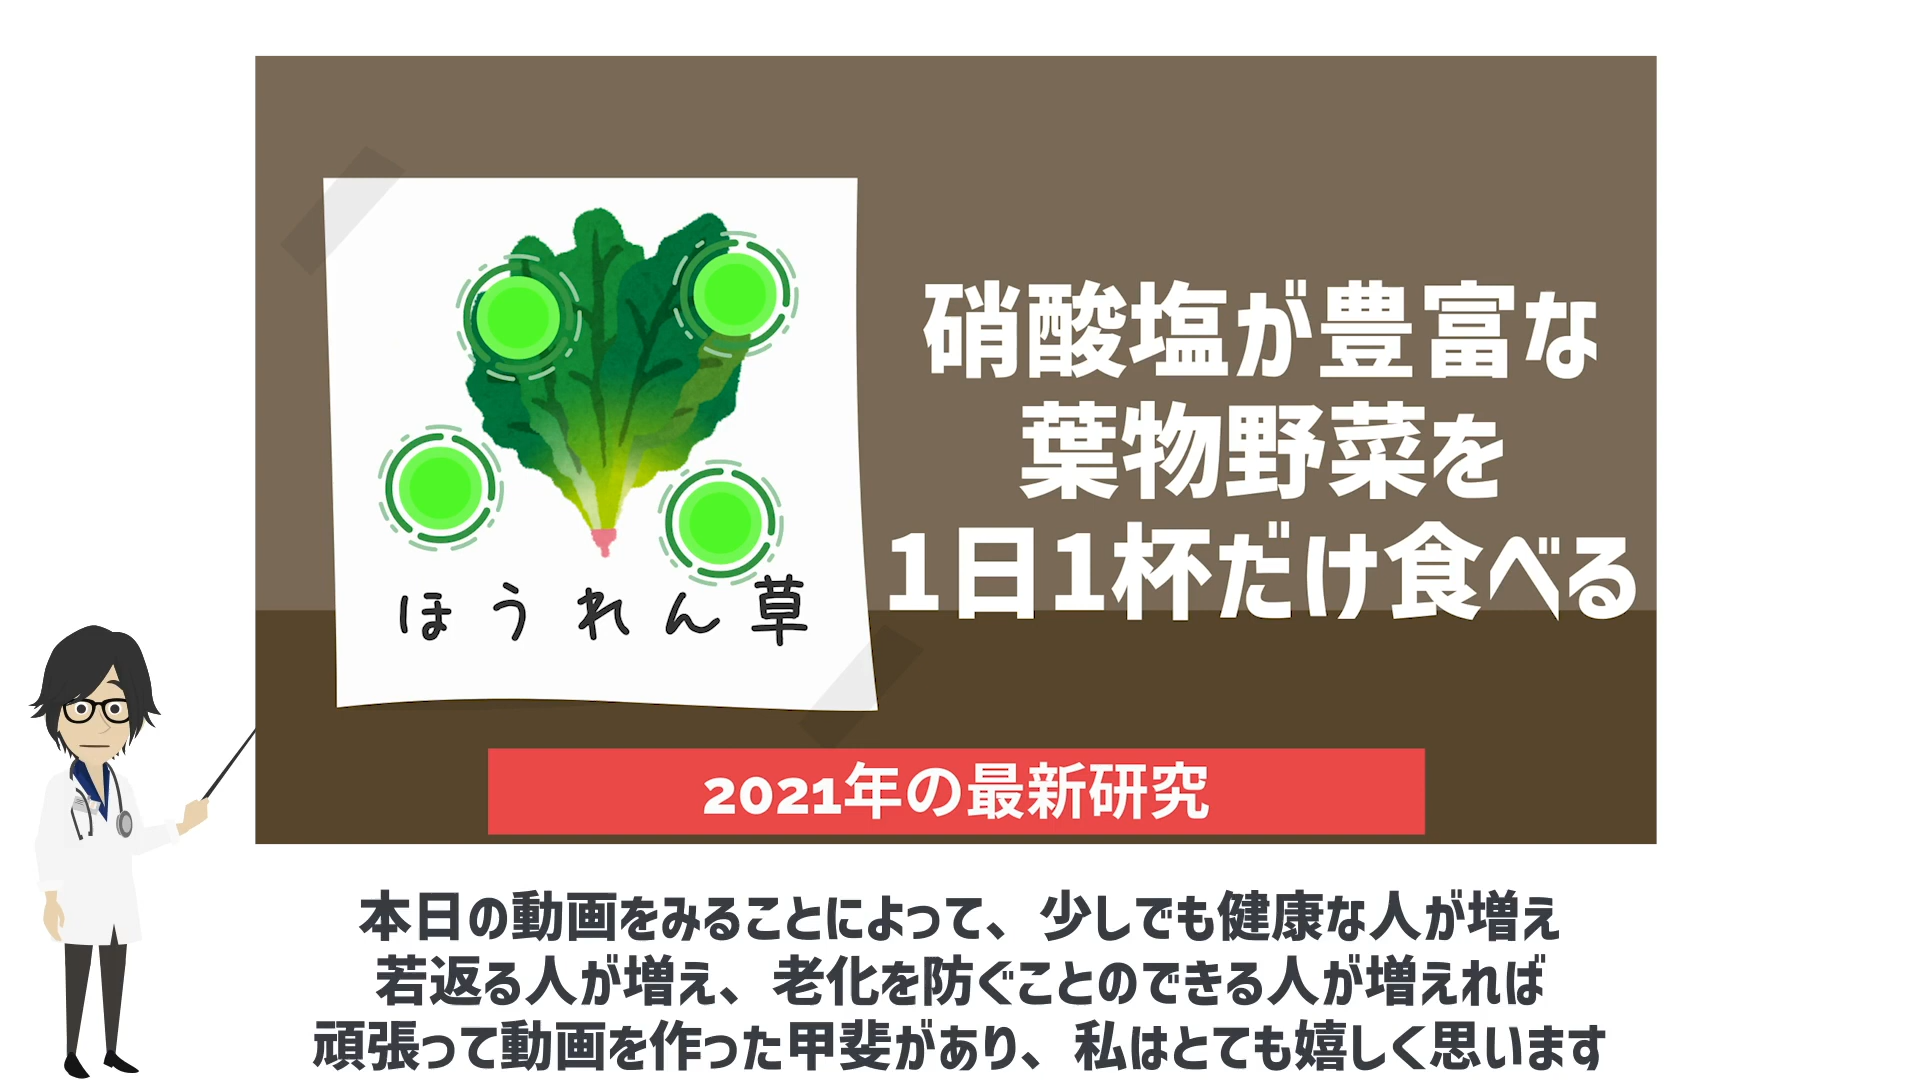 硝酸塩が豊富な
葉物野菜を
1日1杯だけ食べる
ほうれん草
2021年の最新研究
本日の動画をみることによって、少しでも健康な人が増え
若返る人が増え、老化を防ぐことのできる人が増えれば
頑張って動画を作った甲斐があり、私はとても嬉しく思います